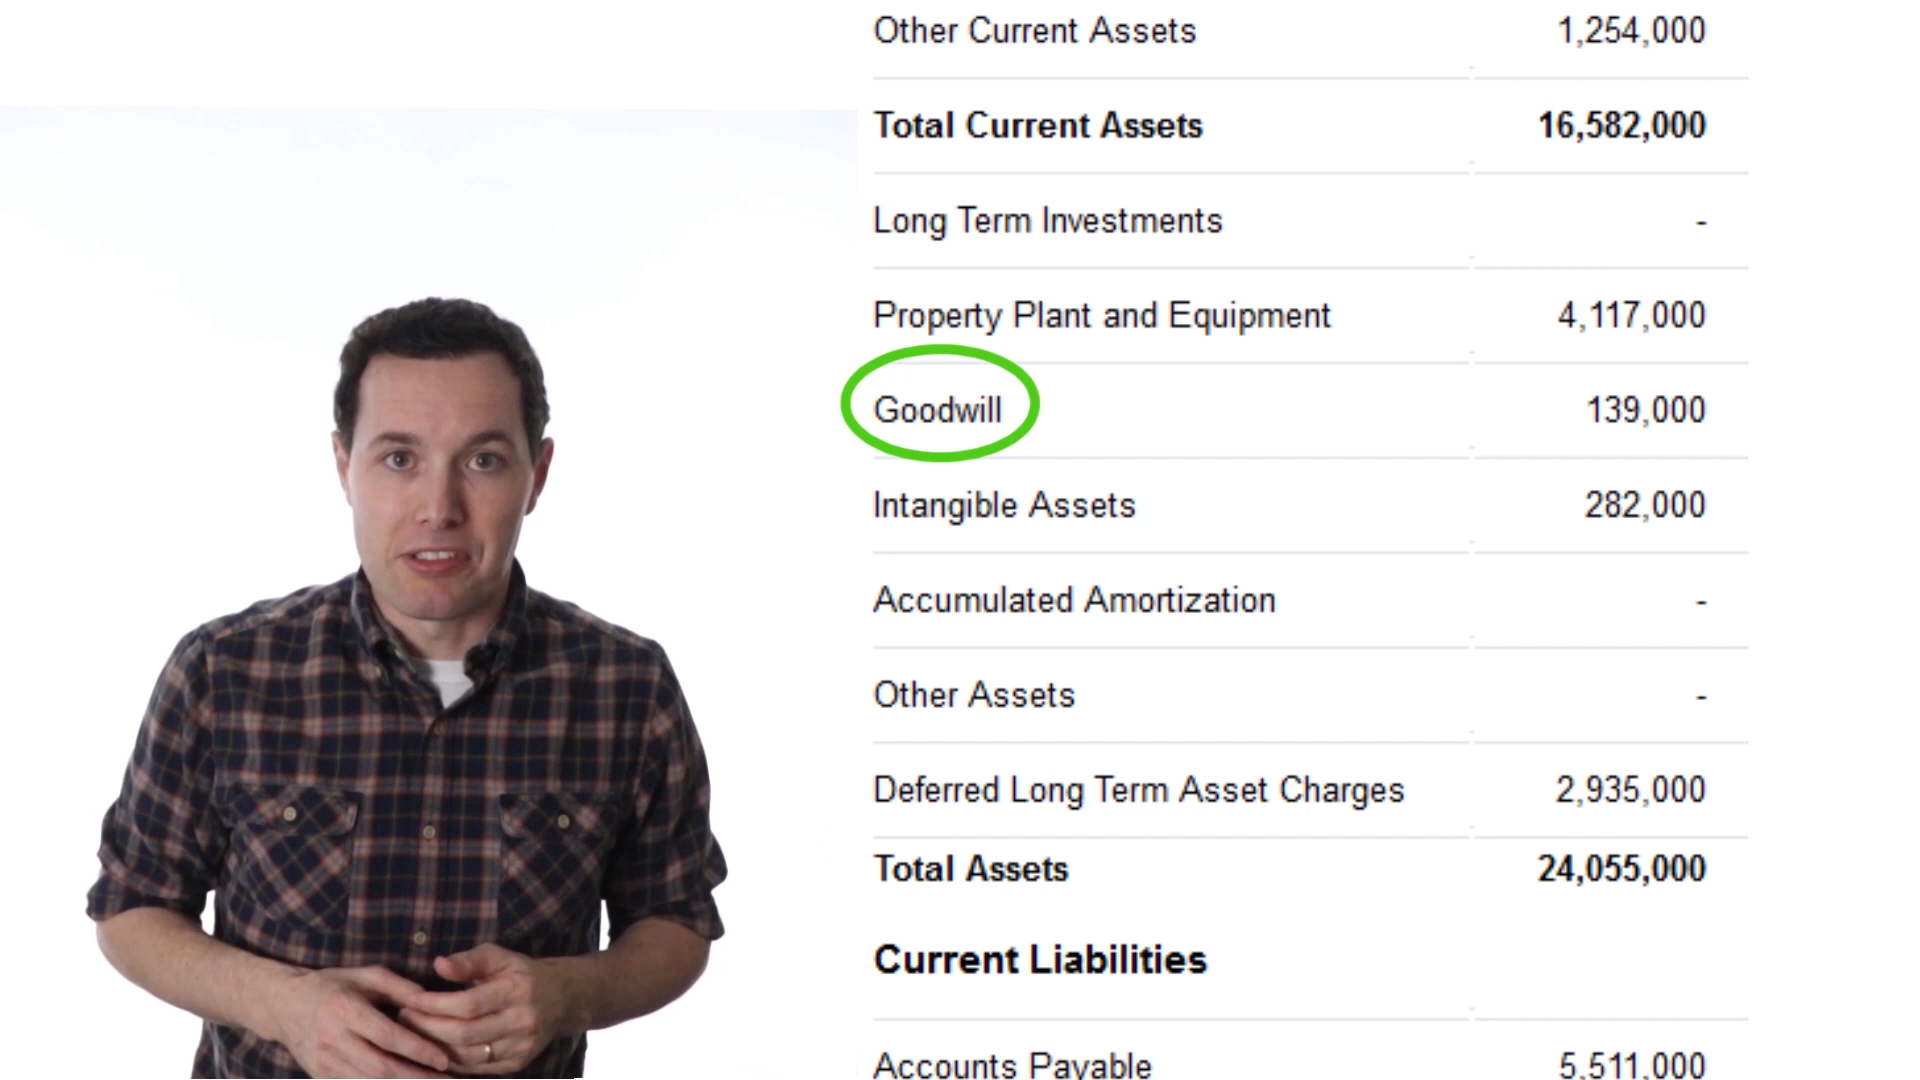 Other Current Assets 1,254,000
Total Current Assets 16,582,000
Long Term Investments -
Property Plant and Equipment 4,117,000
Goodwill 139,000
Intangible Assets 282,000
Accumulated Amortization -
Other Assets -
Deferred Long Term Asset Charges 2,935,000
Total Assets 24,055,000
Current Liabilities
Accounts Payable 5,511,000